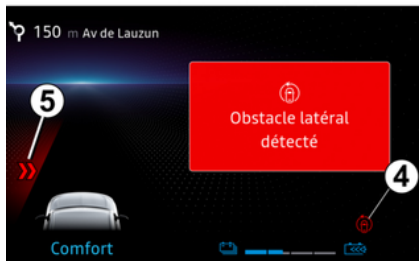 150 m Av de Lauzun
5
Obstacle latéral
détecté
4
Comfort